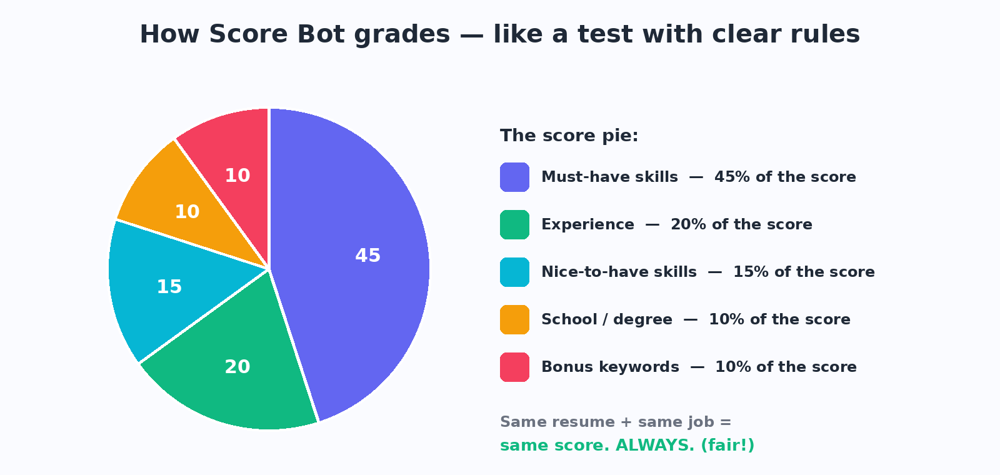 How Score Bot grades — like a test with clear rules
The score pie:
Must-have skills — 45% of the score
Experience — 20% of the score
Nice-to-have skills — 15% of the score
School / degree — 10% of the score
Bonus keywords — 10% of the score
Same resume + same job =
same score. ALWAYS. (fair!)
10
10
45
15
20